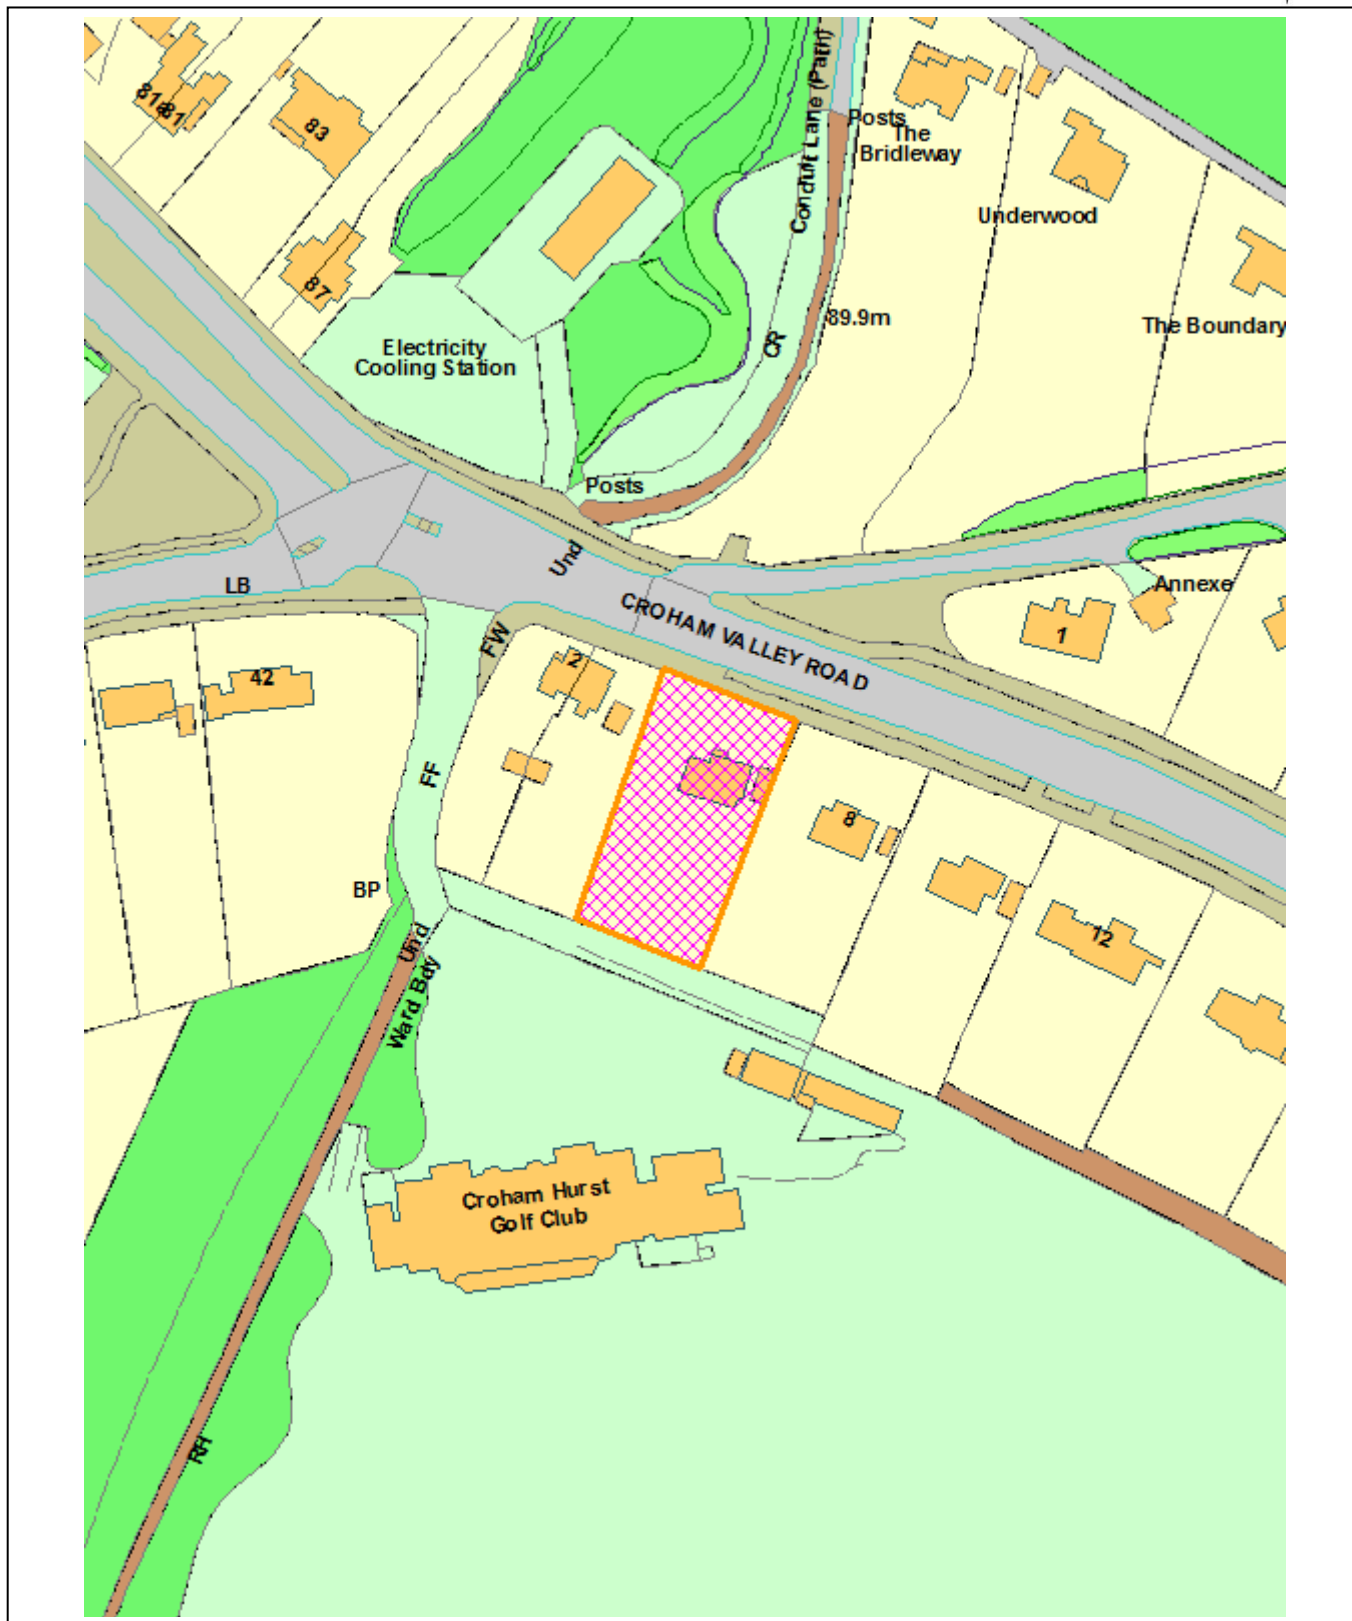 81a
81
83
87
Conduit Lane (Path)
Posts
The
Bridleway
Underwood
The Boundary
89.9m
CR
Electricity
Cooling Station
Posts
Und
LB
CROHAM VALLEY ROAD
Annexe
1
FW
2
42
FF
8
BP
Und
Ward Bdy
12
Croham Hurst
Golf Club
RH